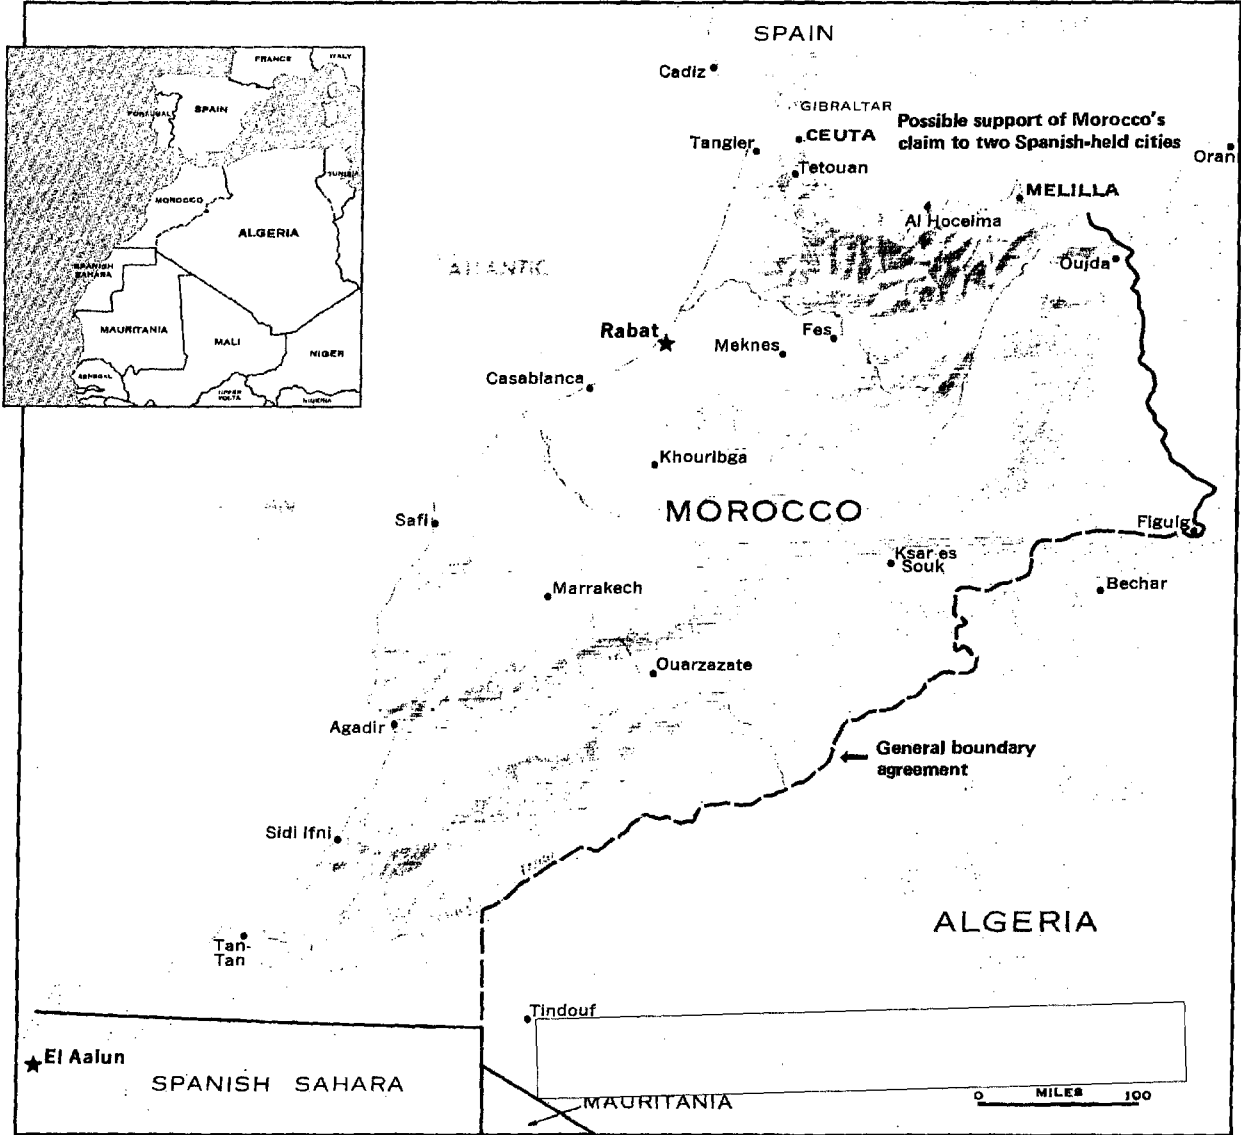 SPAIN
Cadiz
GIBRALTAR
CEUTA
Possible support of Morocco's
claim to two Spanish-held cities
Tangier
Tetouan
Oran
MELILLA
Al Hoceima
Oujda
ATLANTIC
Rabat
Fes
Meknes
Casablanca
Khouribga
MOROCCO
Safi
Figuig
Ksar es
Souk
Bechar
Marrakech
Ouarzazate
Agadir
General boundary
agreement
Sidi Ifni
ALGERIA
Tan-
Tan
Tindouf
El Aaiun
SPANISH SAHARA
MAURITANIA
0 MILES 100
FRANCE
ITALY
SPAIN
PORTUGAL
TUNISIA
MOROCCO
ALGERIA
SPANISH
SAHARA
MAURITANIA
MALI
NIGER
SENEGAL
UPPER
VOLTA
NIGERIA